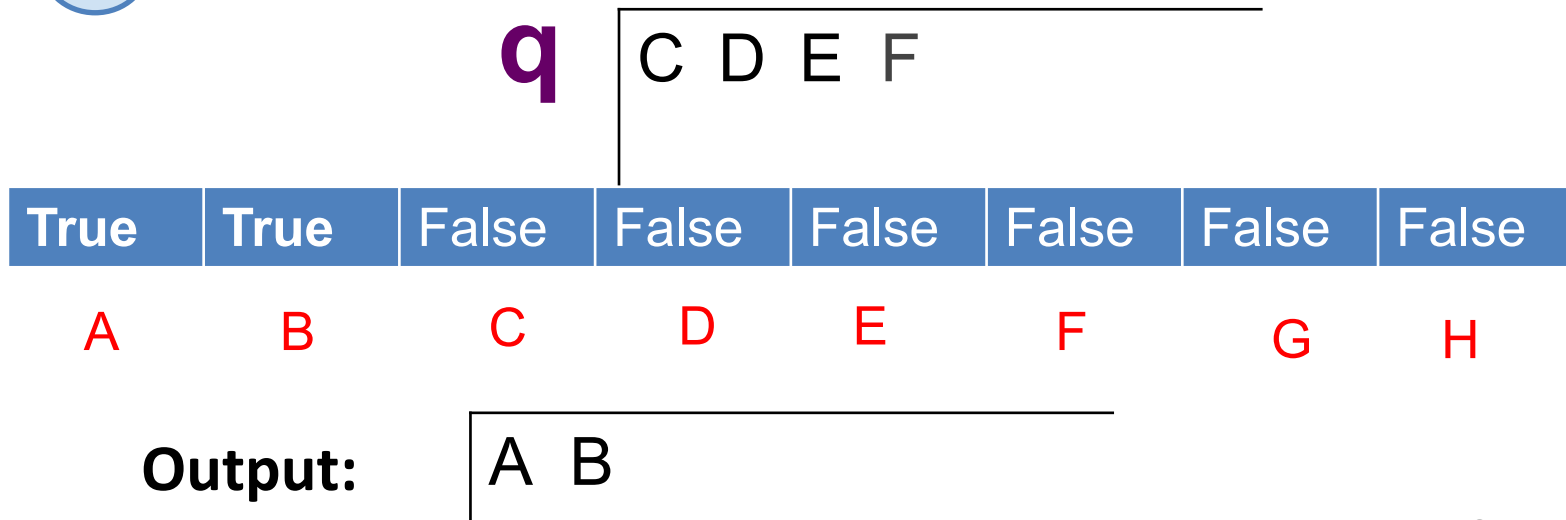 q C D E F
True True False False False False False False
A B C D E F G H
Output: A B